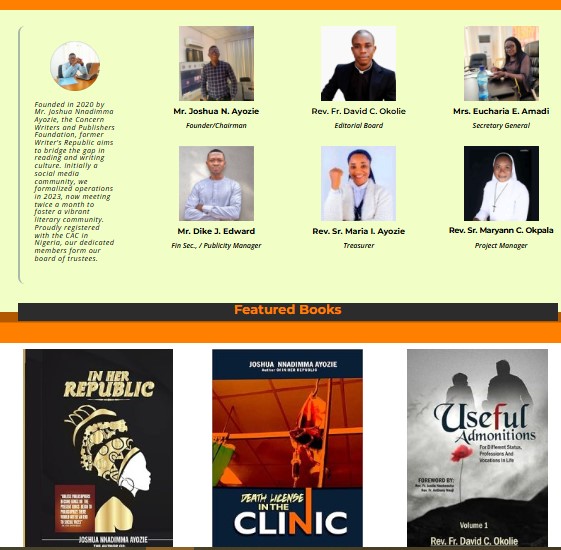 Founded in 2020 by
Mr. Joshua Nnadimma
Ayozie, the Concern
Writers and Publishers
Foundation, former
Writer's Republic aims
to bridge the gap in
reading and writing
culture. Initially a
social media
community, we
formalized operations
in 2023, now meeting
twice a month to
foster a vibrant
literary community.
Proudly registered
with the CAC in
Nigeria, our dedicated
members form our
board of trustees.
Mr. Joshua N. Ayozie
Founder/Chairman
Rev. Fr. David C. Okolie
Editorial Board
Mrs. Eucharia E. Amadi
Secretary General
Mr. Dike J. Edward
Fin Sec., / Publicity Manager
Rev. Sr. Maria I. Ayozie
Treasurer
Rev. Sr. Maryann C. Okpala
Project Manager
Featured Books
IN HER
REPUBLIC
JOSHUA NNADIMMA AYOZIE
JOSHUA NNADIMMA AYOZIE
Author Of IN HER REPUBLIC
DEATH LICENSE
IN THE
CLINIC
Useful
Admonitions
For Different Status,
Professions And
Vocations In Life
FOREWORD BY:
Volume 1
Rev. Fr. David C. Okolie